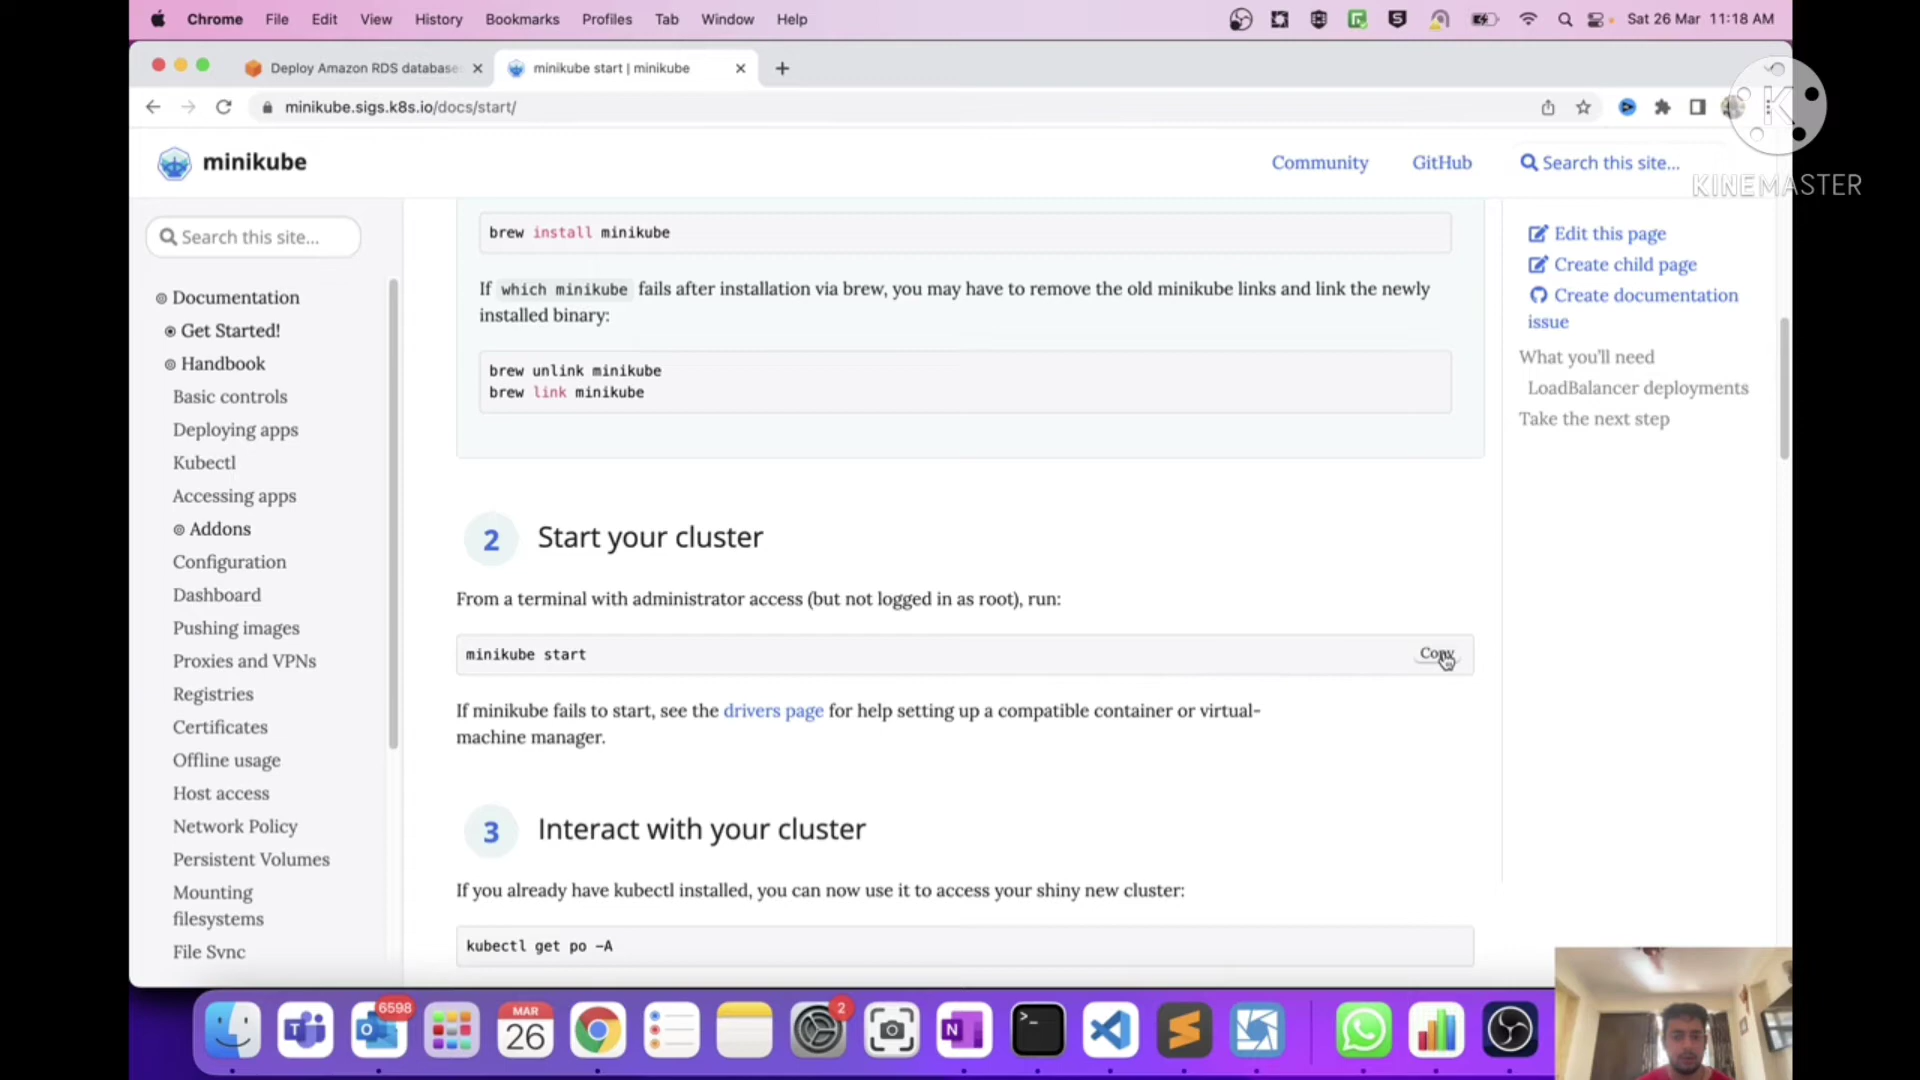 Chrome File Edit View History Bookmarks Profiles Tab Window Help Sat 26 Mar 11:18 AM
Deploy Amazon RDS database
minikube start | minikube
minikube.sigs.k8s.io/docs/start/
K
KINEMASTER
minikube
Community GitHub Search this site...
Search this site...
Documentation
Get Started!
Handbook
Basic controls
Deploying apps
Kubectl
Accessing apps
Addons
Configuration
Dashboard
Pushing images
Proxies and VPNs
Registries
Certificates
Offline usage
Host access
Network Policy
Persistent Volumes
Mounting
filesystems
File Sync
brew install minikube
If which minikube fails after installation via brew, you may have to remove the old minikube links and link the newly
installed binary:
brew unlink minikube
brew link minikube
2 Start your cluster
From a terminal with administrator access (but not logged in as root), run:
minikube start
Copy
If minikube fails to start, see the drivers page for help setting up a compatible container or virtual-
machine manager.
3 Interact with your cluster
If you already have kubectl installed, you can now use it to access your shiny new cluster:
kubectl get po -A
Edit this page
Create child page
Create documentation
issue
What you'll need
LoadBalancer deployments
Take the next step
6598
MAR
26
2